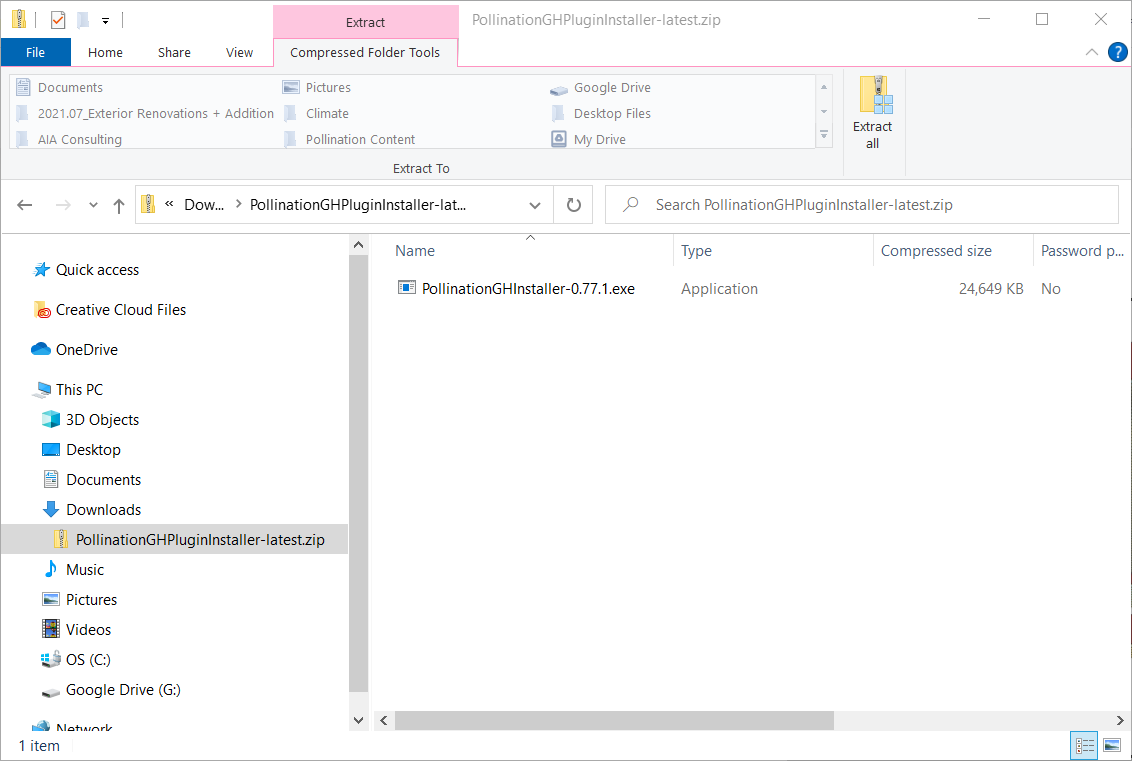 Extract
PollinationGHPluginInstaller-latest.zip
File
Home
Share
View
Compressed Folder Tools
?
Documents
Pictures
Google Drive
2021.07_Exterior Renovations + Addition
Climate
Desktop Files
AIA Consulting
Pollination Content
My Drive
Extract all
Extract To
« Dow... > PollinationGHPluginInstaller-lat...
Search PollinationGHPluginInstaller-latest.zip
Quick access
Creative Cloud Files
OneDrive
This PC
3D Objects
Desktop
Documents
Downloads
PollinationGHPluginInstaller-latest.zip
Music
Pictures
Videos
OS (C:)
Google Drive (G:)
Network
Name
Type
Compressed size
Password p...
PollinationGHInstaller-0.77.1.exe
Application
24,649 KB
No
1 item